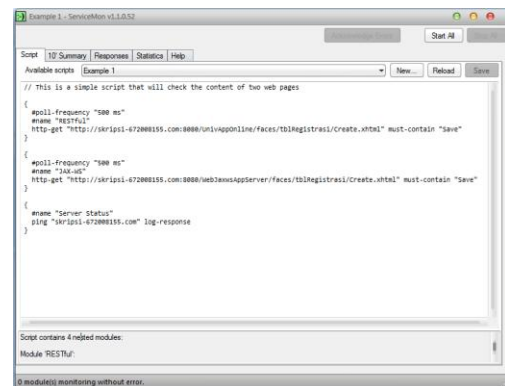 Example 1 - ServiceMon v1.1.0.52
Start All
Script 10' Summary Responses Statistics Help
Available scripts Example 1 New... Reload Save
// This is a simple script that will check the content of two web pages
{
#poll-frequency "500 ms"
#name "RESTful"
http-get "http://skripsi-672008155.com:8080/UnivAppOnline/faces/tblRegistrasi/Create.xhtml" must-contain "Save"
}
{
#poll-frequency "500 ms"
#name "JAX-WS"
http-get "http://skripsi-672008155.com:8080/WebJaxwsAppServer/faces/tblRegistrasi/Create.xhtml" must-contain "Save"
}
{
#name "Server Status"
ping "skripsi-672008155.com" log-response
}
Script contains 4 nested modules:
Module 'RESTful':
0 module(s) monitoring without error.